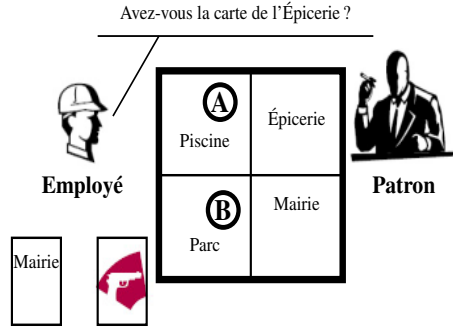 Avez-vous la carte de l'Épicerie ?
A
Piscine
Épicerie
Employé
Patron
B
Parc
Mairie
Mairie